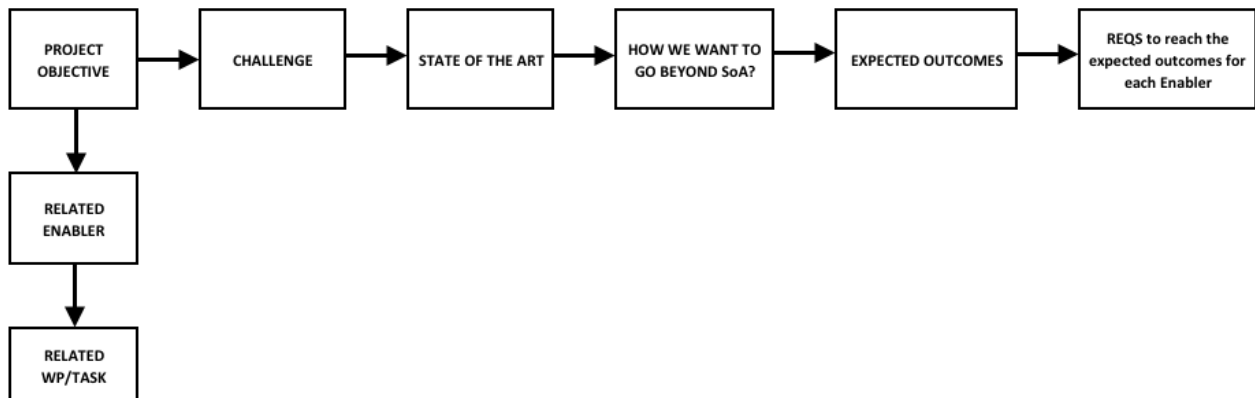 PROJECT
OBJECTIVE
CHALLENGE
STATE OF THE ART
HOW WE WANT TO
GO BEYOND SoA?
EXPECTED OUTCOMES
REQS to reach the
expected outcomes for
each Enabler
RELATED
ENABLER
RELATED
WP/TASK